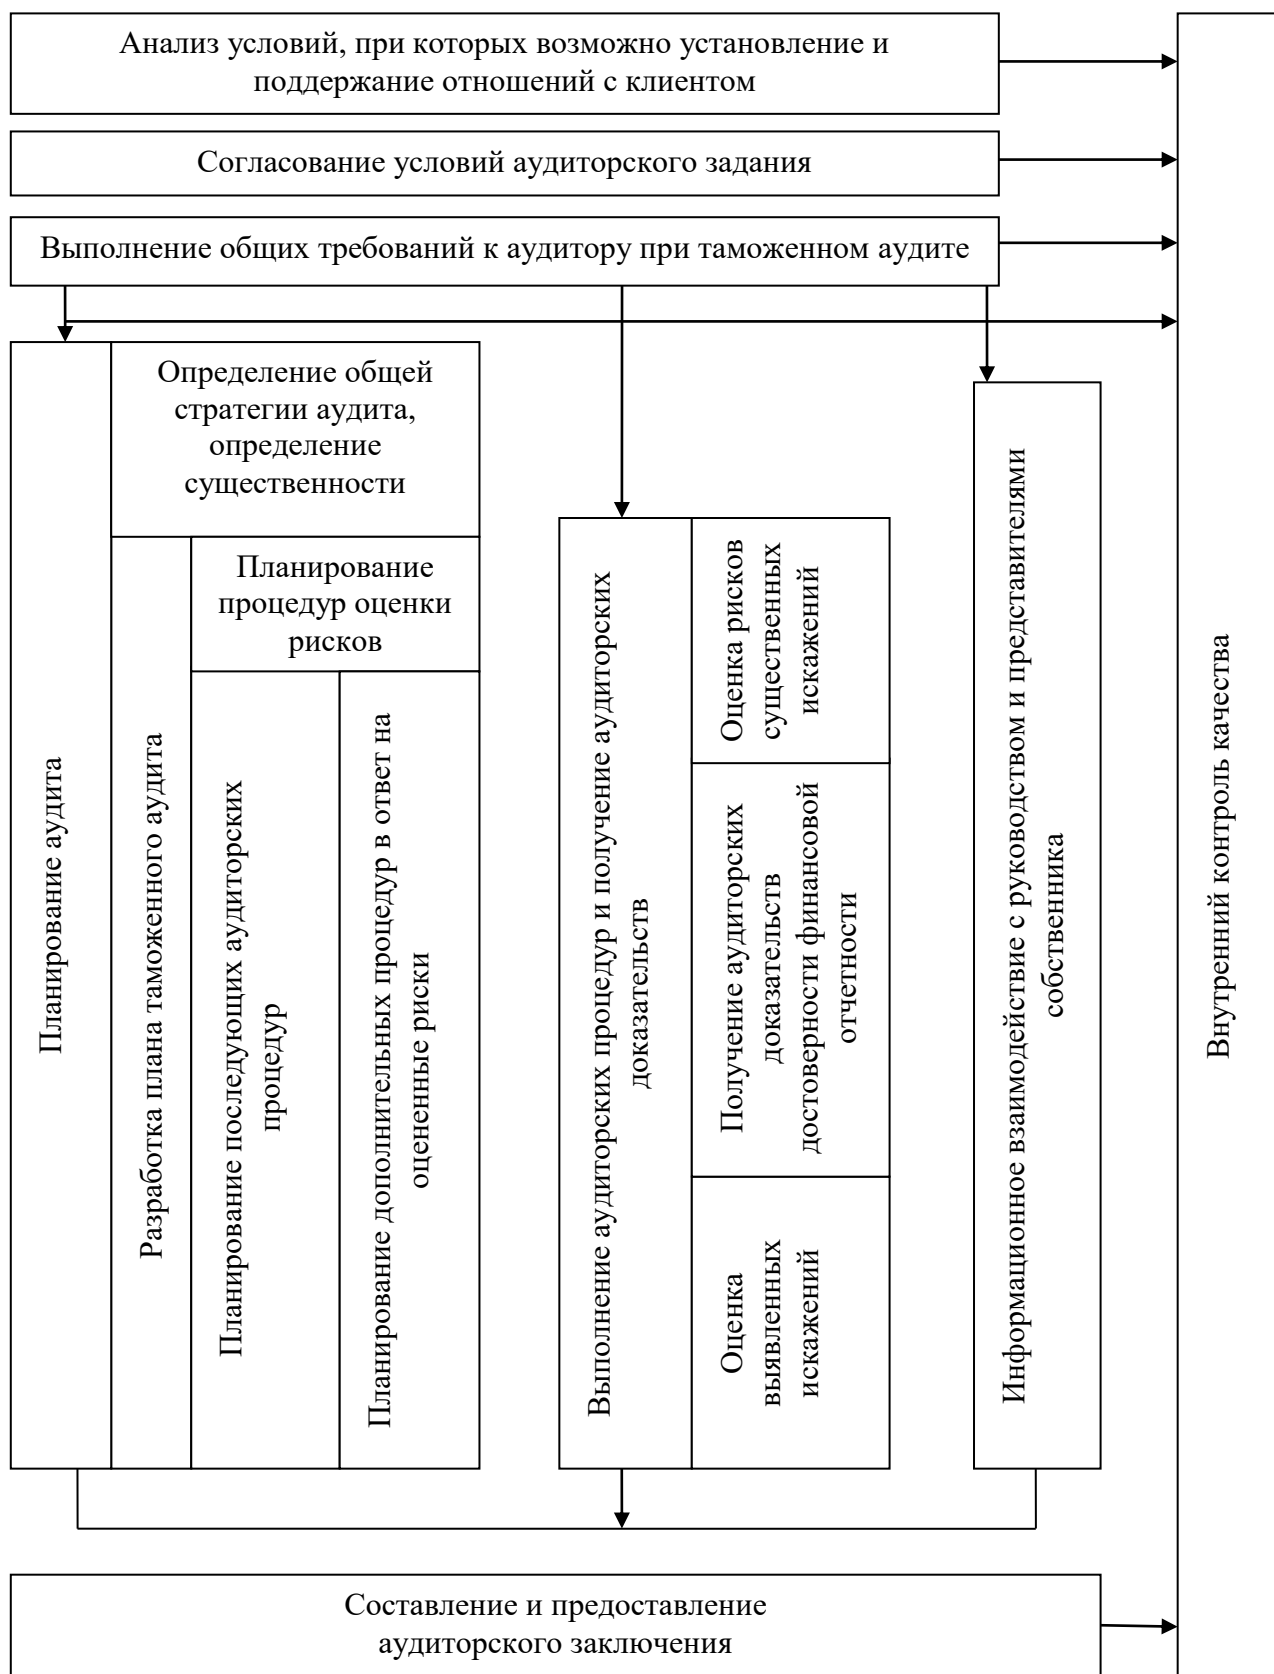 Анализ условий, при которых возможно установление и
поддержание отношений с клиентом
Согласование условий аудиторского задания
Выполнение общих требований к аудитору при таможенном аудите
Планирование аудита
Определение общей
стратегии аудита,
определение
существенности
Разработка плана таможенного аудита
Планирование
процедур оценки
рисков
Планирование последующих аудиторских
процедур
Планирование дополнительных процедур в ответ на
оцененные риски
Выполнение аудиторских процедур и получение аудиторских
доказательств
Оценка рисков
существенных
искажений
Получение аудиторских
доказательств
достоверности финансовой
отчетности
Оценка
выявленных
искажений
Информационное взаимодействие с руководством и представителями
собственника
Внутренний контроль качества
Составление и предоставление
аудиторского заключения